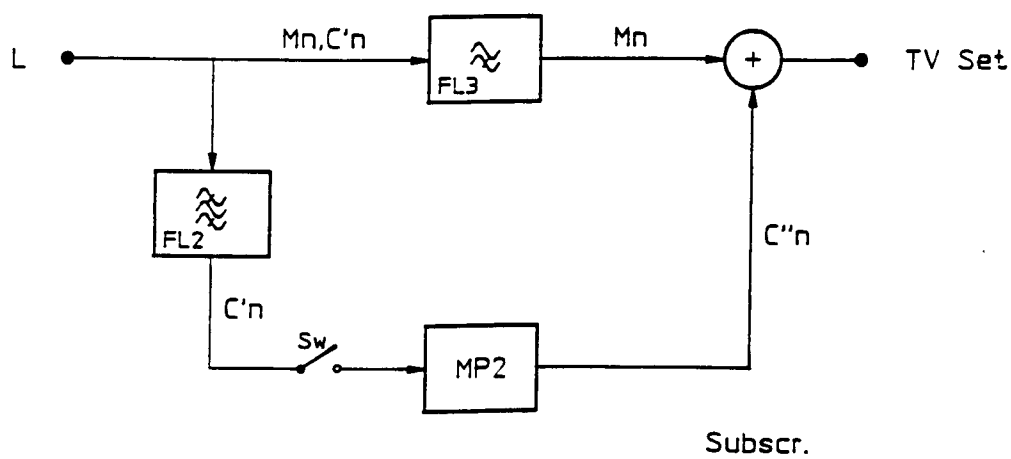 Mn,C'n
Mn
L
TV Set
FL3
+
FL2
C"n
C'n
Sw
MP2
Subscr.